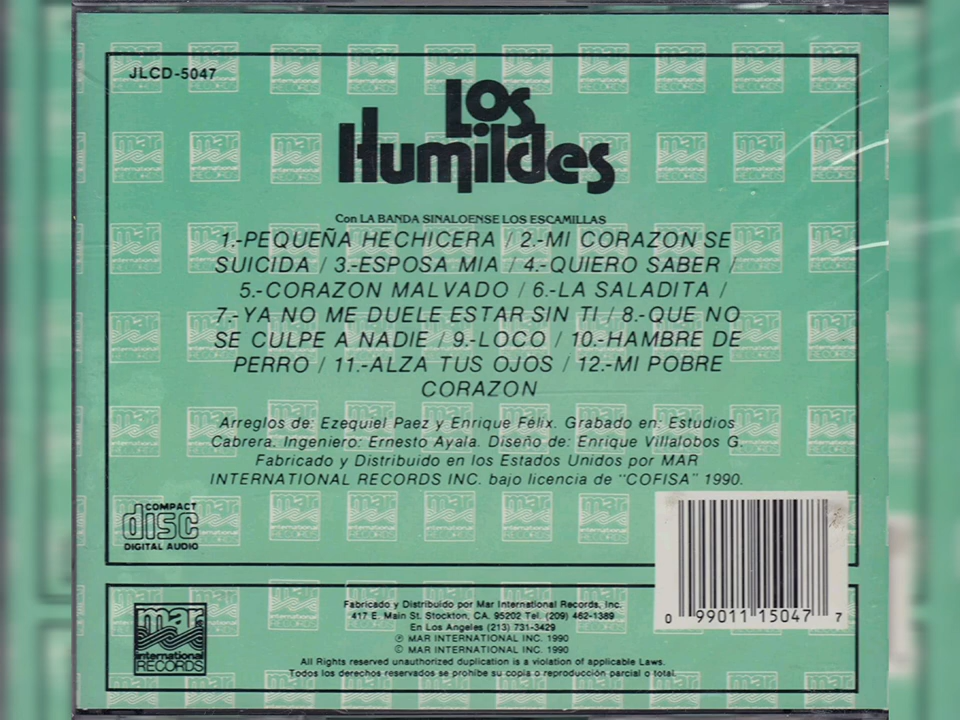 JLCD-5047
Los
Humildes
Con LA BANDA SINALOENSE LOS ESCAMILLAS
1.-PEQUEÑA HECHICERA / 2.-MI CORAZON SE
SUICIDA / 3.-ESPOSA MIA / 4.-QUIERO SABER /
5.-CORAZON MALVADO / 6.-LA SALADITA /
7.-YA NO ME DUELE ESTAR SIN TI / 8.-QUE NO
SE CULPE A NADIE / 9.-LOCO / 10.-HAMBRE DE
PERRO / 11.-ALZA TUS OJOS / 12.-MI POBRE
CORAZON
Arreglos de: Ezequiel Paez y Enrique Félix. Grabado en: Estudios
Cabrera. Ingeniero: Ernesto Ayala. Diseño de: Enrique Villalobos G.
Fabricado y Distribuido en los Estados Unidos por MAR
INTERNATIONAL RECORDS INC. bajo licencia de "COFISA" 1990.
COMPACT
disc
DIGITAL AUDIO
0 99011 15047 7
mar
international
RECORDS
Fabricado y Distribuido por Mar International Records, Inc.
417 E. Main St. Stockton, CA. 95202 Tel. (209) 462-1389
En Los Angeles (213) 731-3429
℗ MAR INTERNATIONAL INC. 1990
© MAR INTERNATIONAL INC. 1990
All Rights reserved unauthorized duplication is a violation of applicable Laws.
Todos los derechos reservados se prohibe su copia o reproducción parcial o total.